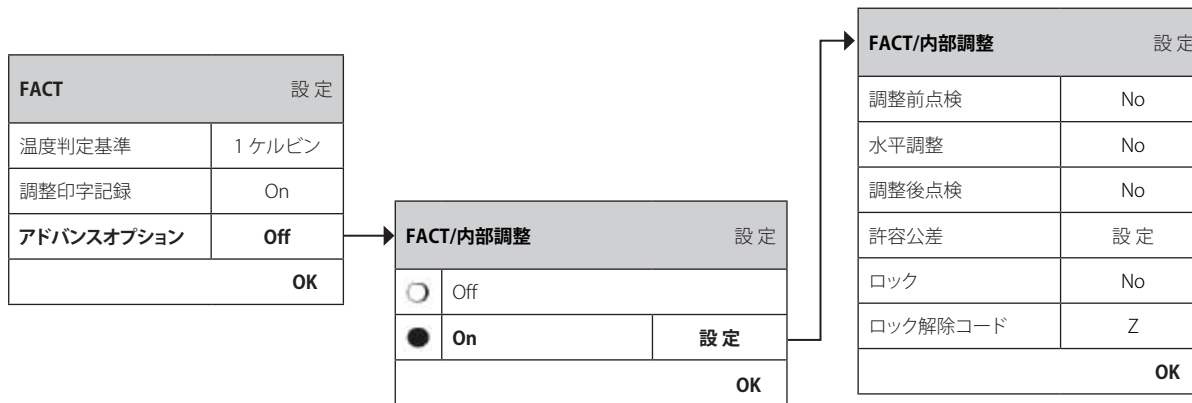 FACT 設定
温度判定基準 1 ケルビン
調整印字記録 On
アドバンスオプション Off
OK
FACT/内部調整 設定
Off
On 設定
OK
FACT/内部調整 設定
調整前点検 No
水平調整 No
調整後点検 No
許容公差 設定
ロック No
ロック解除コード Z
OK